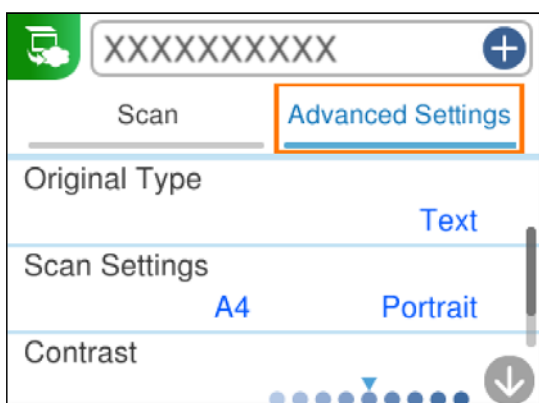 XXXXXXXXXX
Scan Advanced Settings
Original Type
Text
Scan Settings
A4 Portrait
Contrast